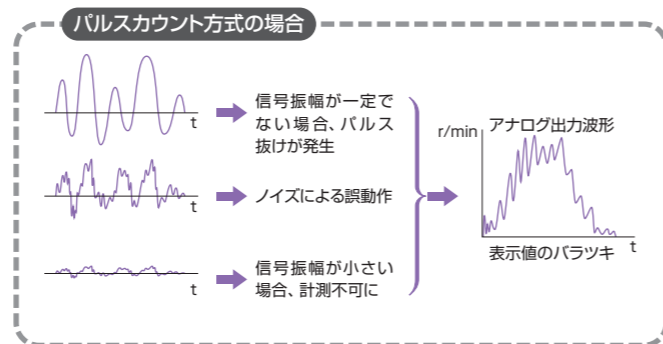 パルスカウント方式の場合
t
信号振幅が一定で
ない場合、パルス
抜けが発生
t
ノイズによる誤動作
t
信号振幅が小さい
場合、計測不可に
r/min
アナログ出力波形
t
表示値のバラツキ